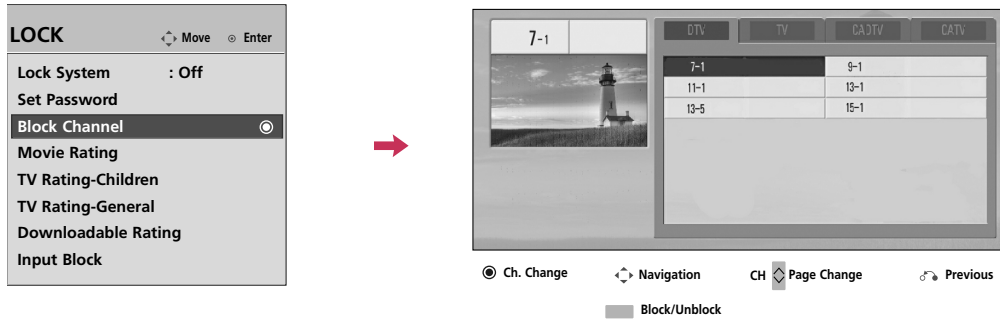 LOCK Move Enter
Lock System : Off
Set Password
Block Channel
Movie Rating
TV Rating-Children
TV Rating-General
Downloadable Rating
Input Block
7-1
DTV TV CADTV CATV
7-1 9-1
11-1 13-1
13-5 15-1
Ch. Change Navigation CH Page Change Previous
Block/Unblock